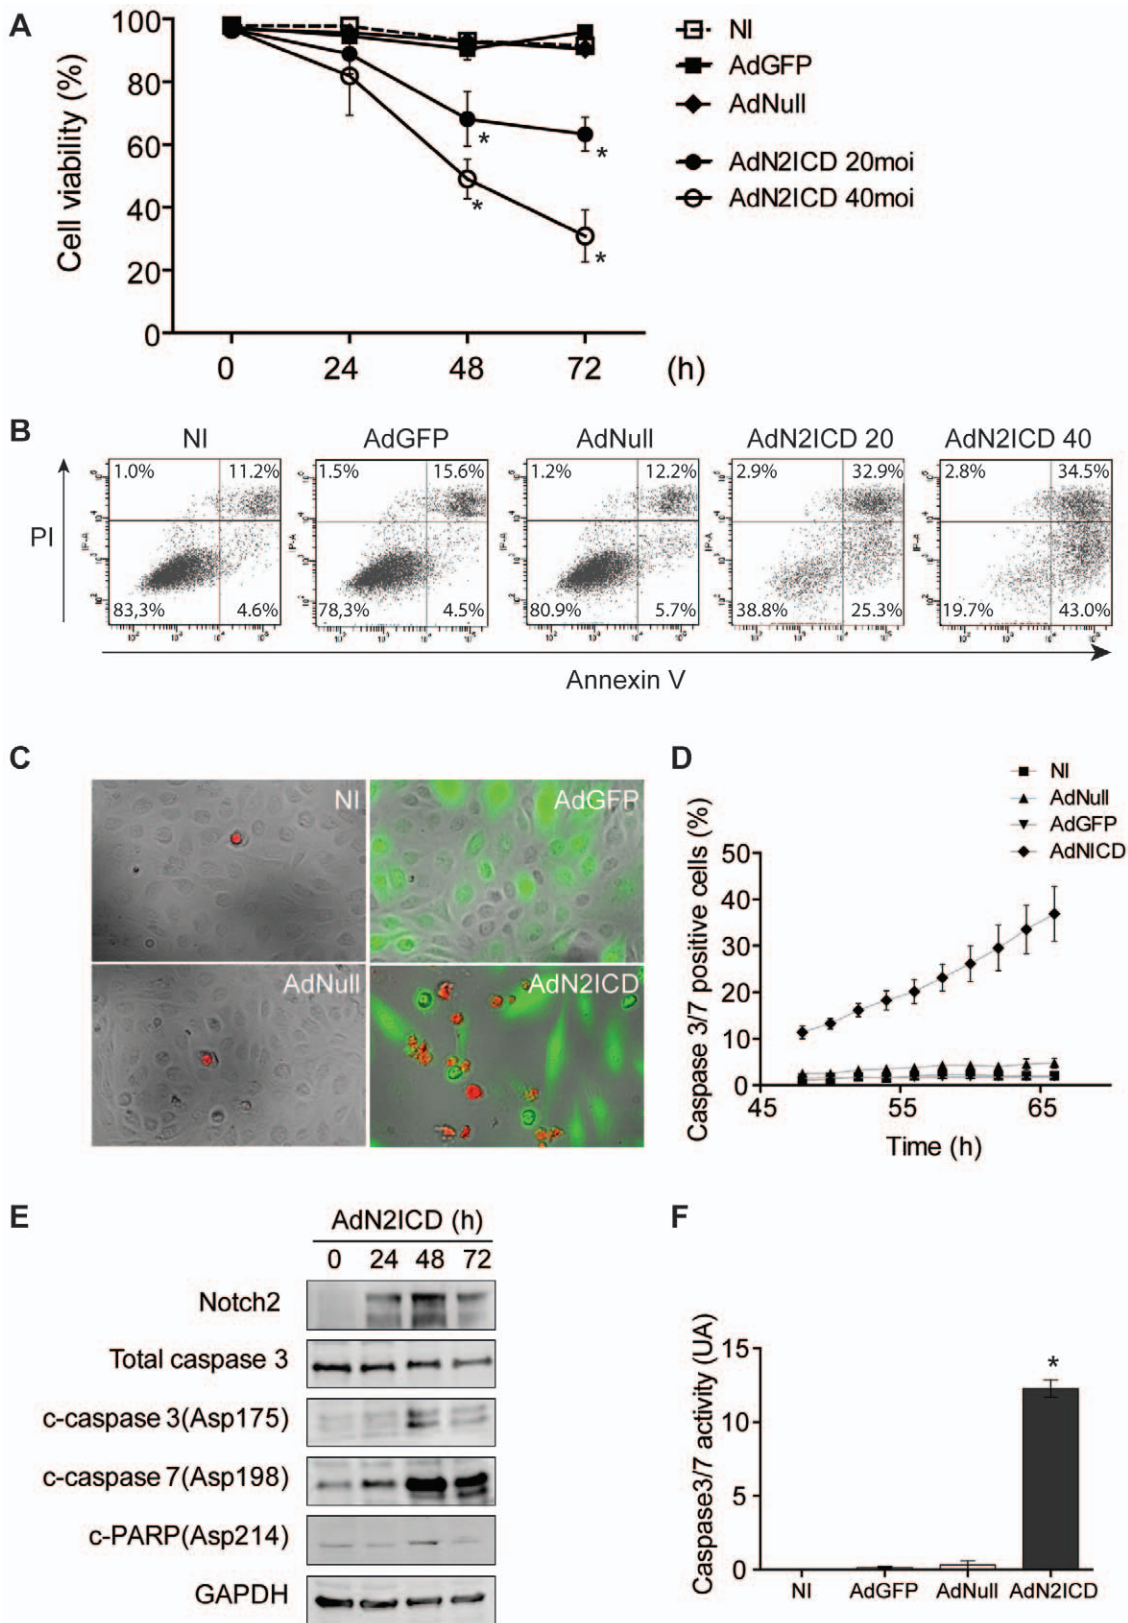 A
Cell viability (%)
100
80
60
40
20
0
0 24 48 72 (h)
* * * *
NI
AdGFP
AdNull
AdN2ICD 20moi
AdN2ICD 40moi
B
NI AdGFP AdNull AdN2ICD 20 AdN2ICD 40
PI
1.0% 11.2% 1.5% 15.6% 1.2% 12.2% 2.9% 32.9% 2.8% 34.5%
83,3% 4.6% 78,3% 4.5% 80.9% 5.7% 38.8% 25.3% 19.7% 43.0%
Annexin V
C
NI AdGFP
AdNull AdN2ICD
D
NI
AdNull
AdGFP
AdNICD
Caspase 3/7 positive cells (%)
50
40
30
20
10
0
45 55 65
Time (h)
E
AdN2ICD (h)
0 24 48 72
Notch2
Total caspase 3
c-caspase 3(Asp175)
c-caspase 7(Asp198)
c-PARP(Asp214)
GAPDH
F
Caspase3/7 activity (UA)
15
10
5
0
*
NI AdGFP AdNull AdN2ICD